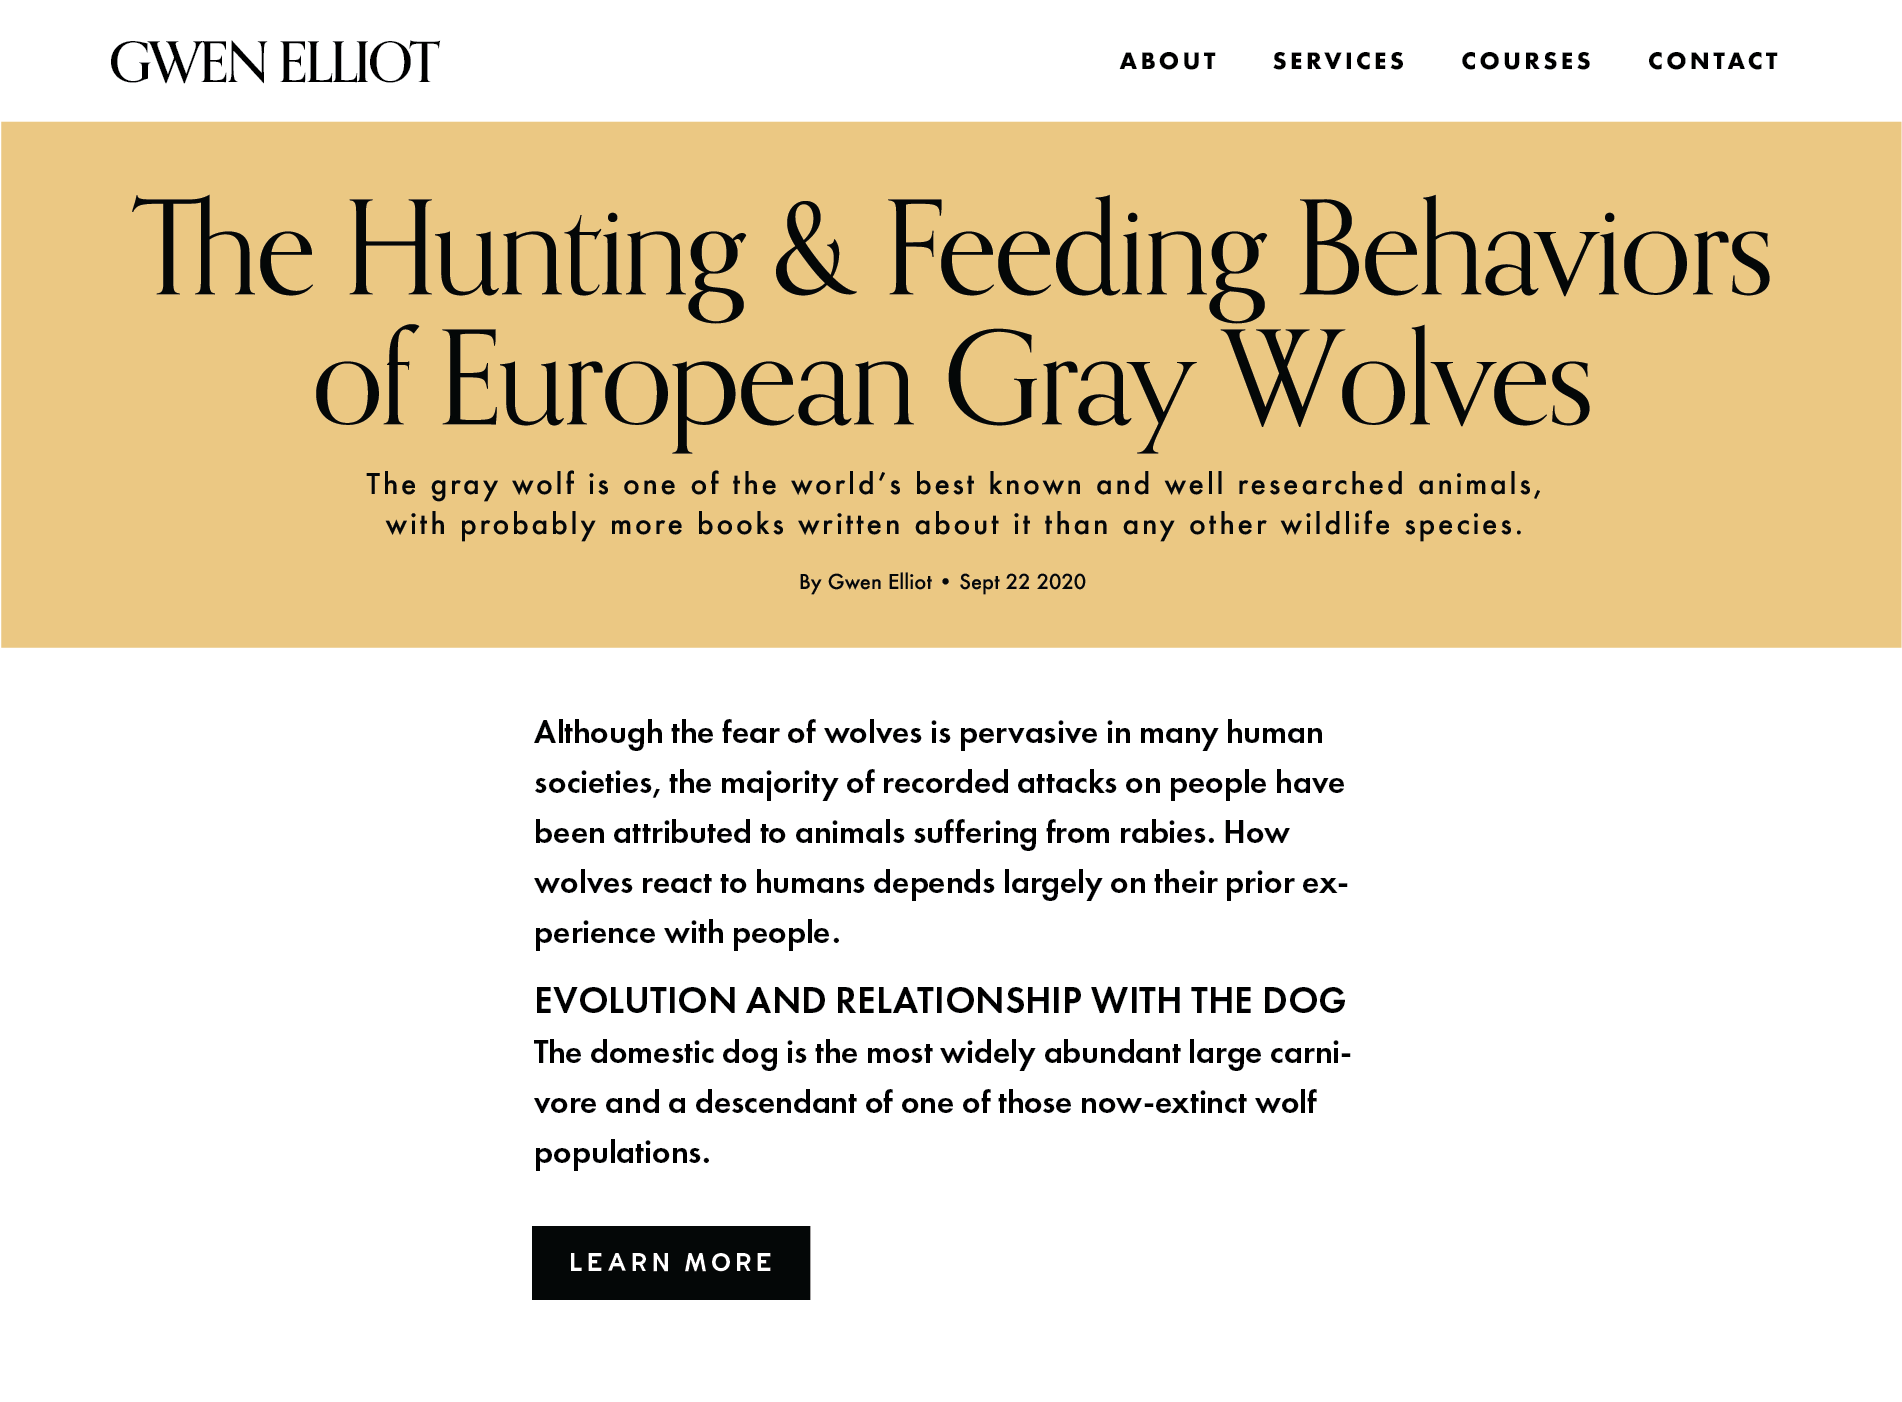 GWEN ELLIOT
ABOUT SERVICES COURSES CONTACT
The Hunting & Feeding Behaviors
of European Gray Wolves
The gray wolf is one of the world’s best known and well researched animals,
with probably more books written about it than any other wildlife species.
By Gwen Elliot • Sept 22 2020
Although the fear of wolves is pervasive in many human
societies, the majority of recorded attacks on people have
been attributed to animals suffering from rabies. How
wolves react to humans depends largely on their prior ex-
perience with people.
EVOLUTION AND RELATIONSHIP WITH THE DOG
The domestic dog is the most widely abundant large carni-
vore and a descendant of one of those now-extinct wolf
populations.
LEARN MORE